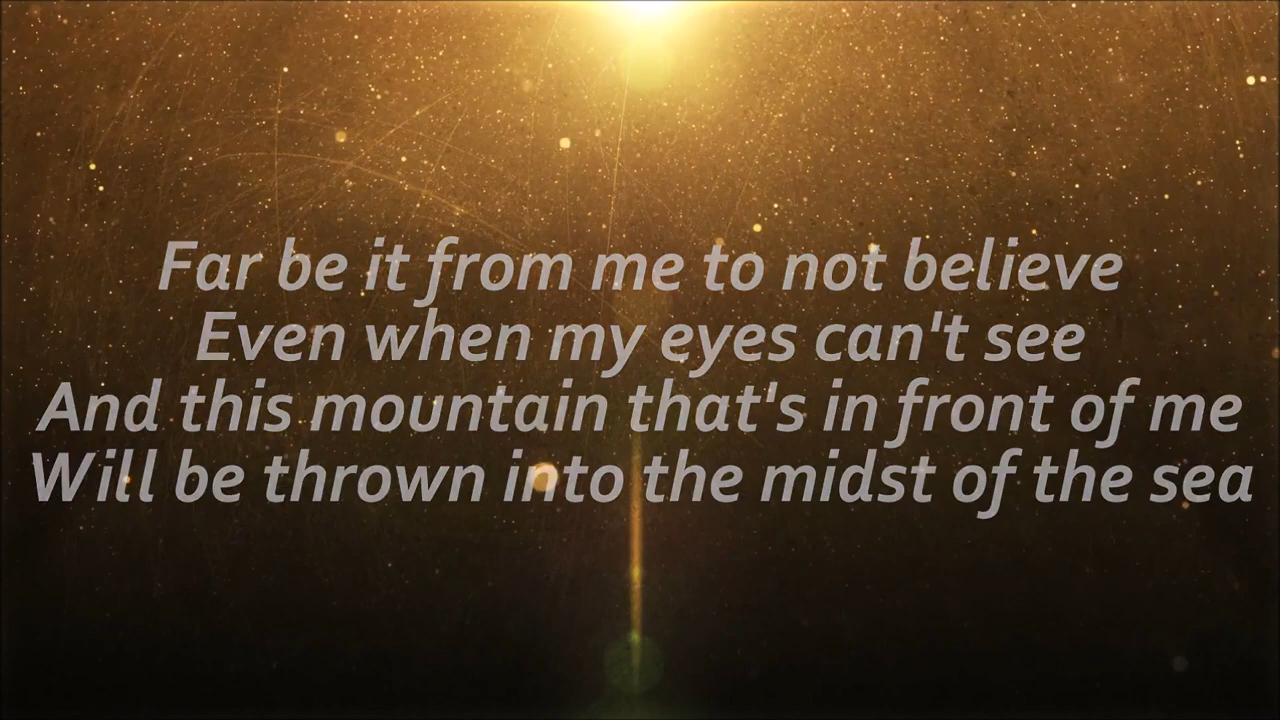 Far be it from me to not believe
Even when my eyes can't see
And this mountain that's in front of me
Will be thrown into the midst of the sea